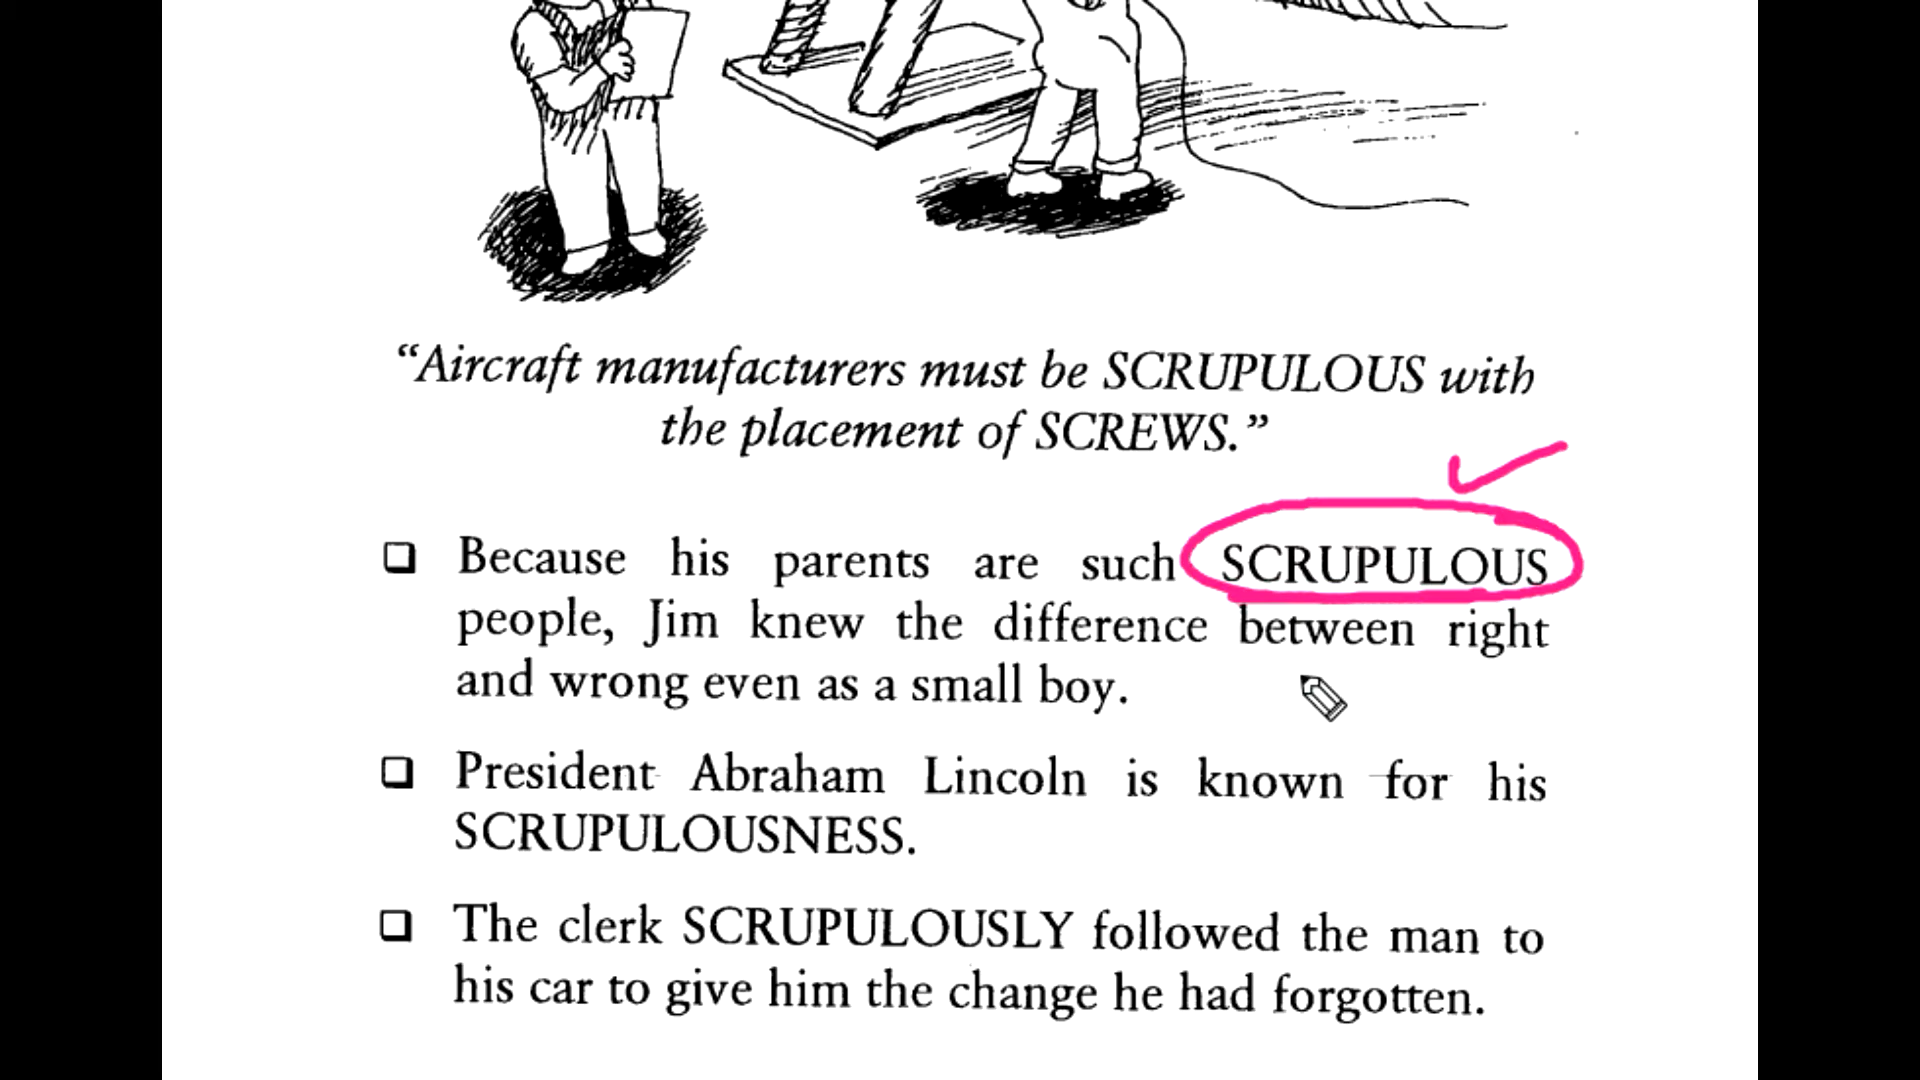 “Aircraft manufacturers must be SCRUPULOUS with
the placement of SCREWS.”
❑ Because his parents are such SCRUPULOUS
people, Jim knew the difference between right
and wrong even as a small boy.
❑ President Abraham Lincoln is known for his
SCRUPULOUSNESS.
❑ The clerk SCRUPULOUSLY followed the man to
his car to give him the change he had forgotten.